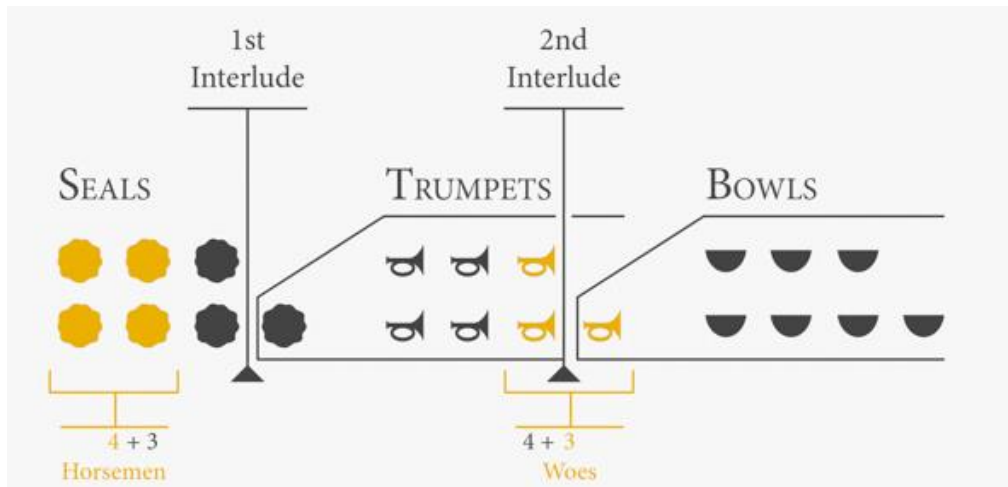 1st
Interlude
2nd
Interlude
SEALS
TRUMPETS
BOWLS
4 + 3
Horsemen
4 + 3
Woes